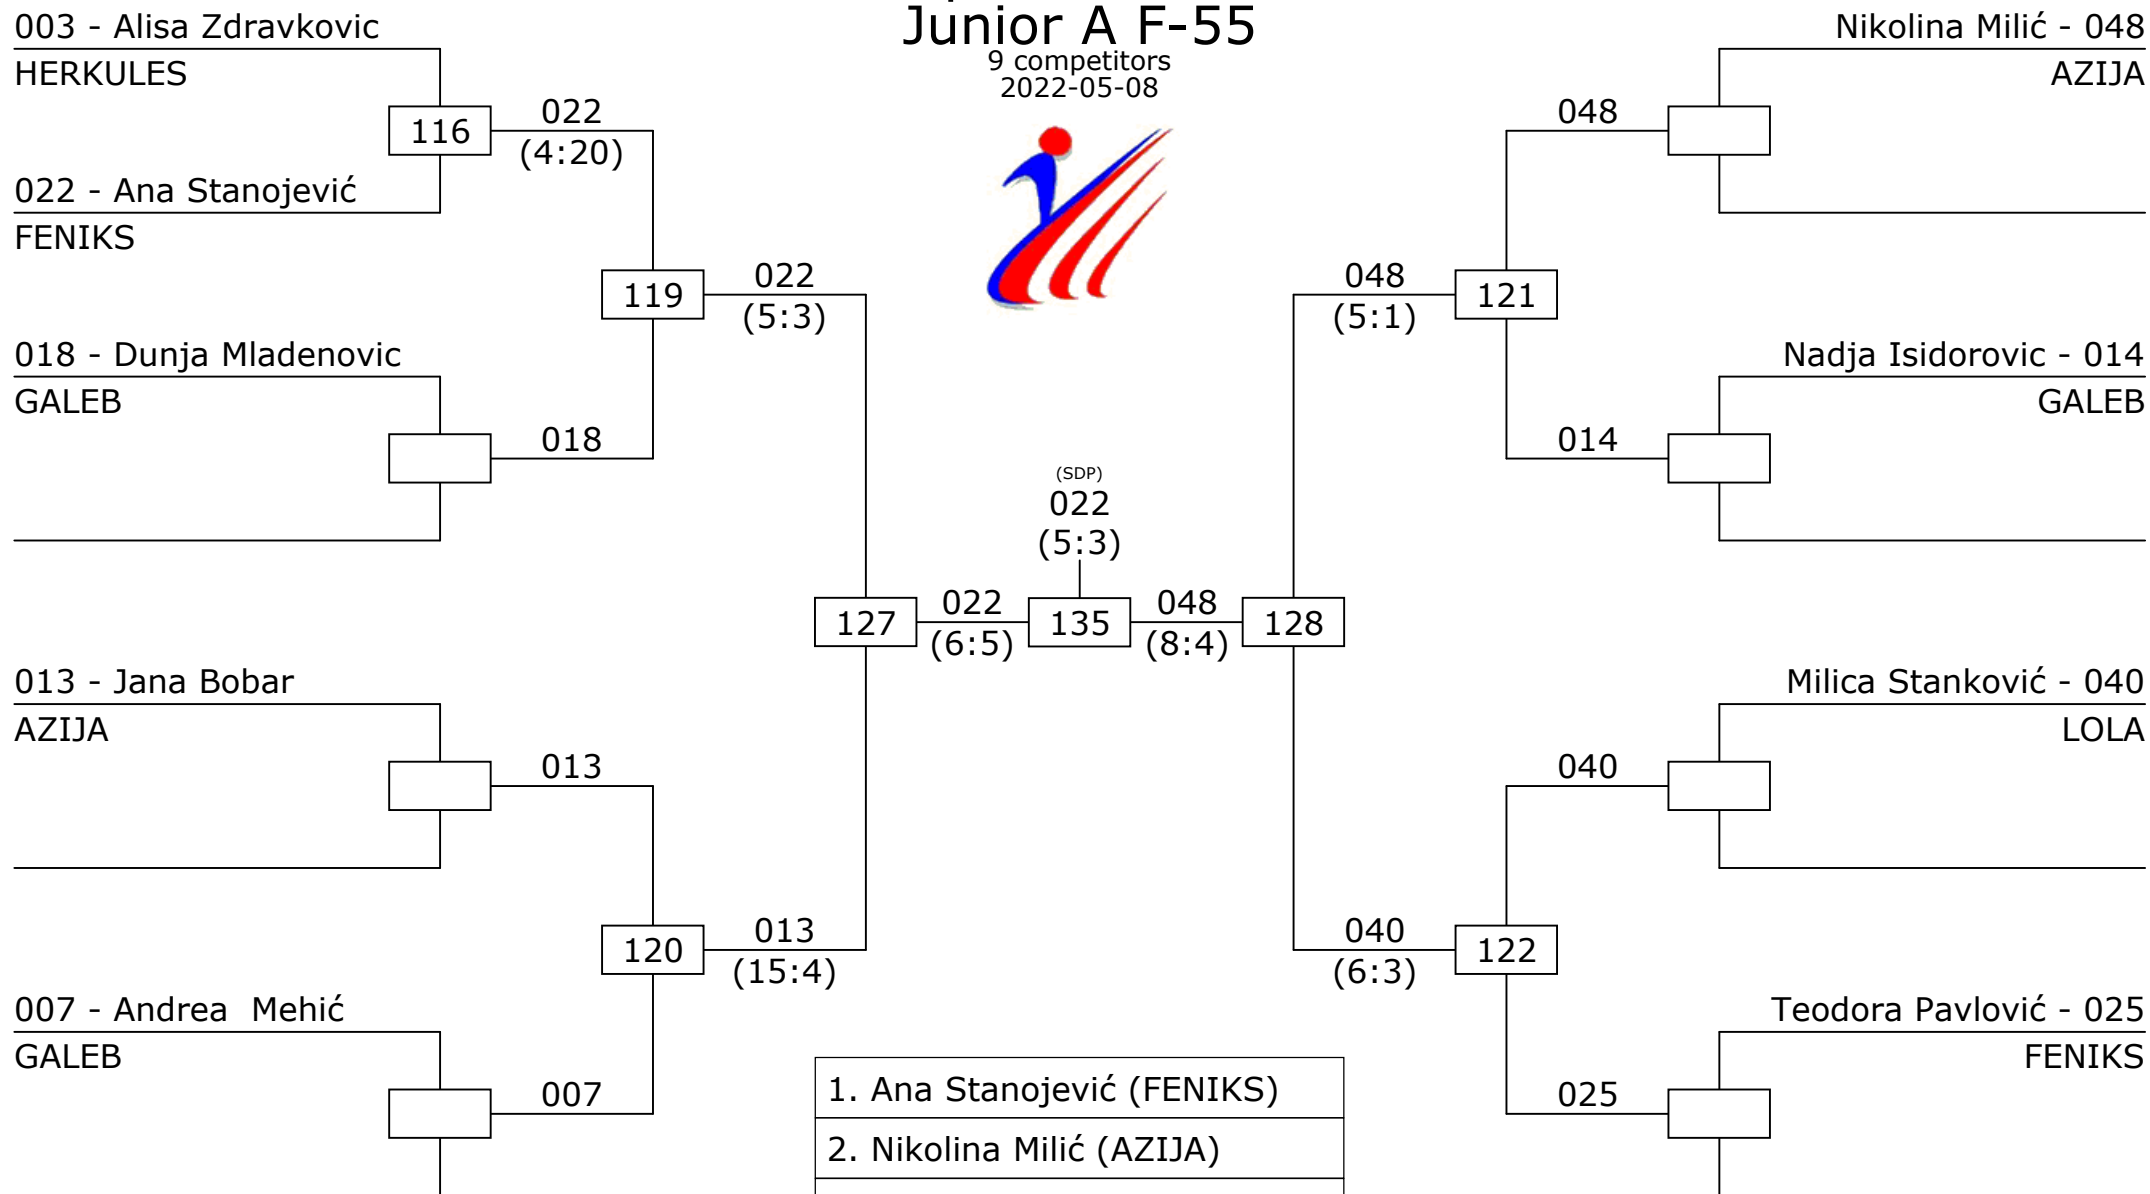 Junior A F-55
9 competitors
2022-05-08
003 - Alisa Zdravkovic
HERKULES
116
022
(4:20)
022 - Ana Stanojević
FENIKS
119
022
(5:3)
018 - Dunja Mladenovic
GALEB
018
013 - Jana Bobar
AZIJA
013
120
013
(15:4)
007 - Andrea  Mehić
GALEB
007
127
022
(6:5)
(SDP)
022
(5:3)
135
048
(8:4)
128
Nikolina Milić - 048
AZIJA
048
048
(5:1)
121
Nadja Isidorovic - 014
GALEB
014
Milica Stanković - 040
LOLA
040
040
(6:3)
122
Teodora Pavlović - 025
FENIKS
025
1. Ana Stanojević (FENIKS)
2. Nikolina Milić (AZIJA)